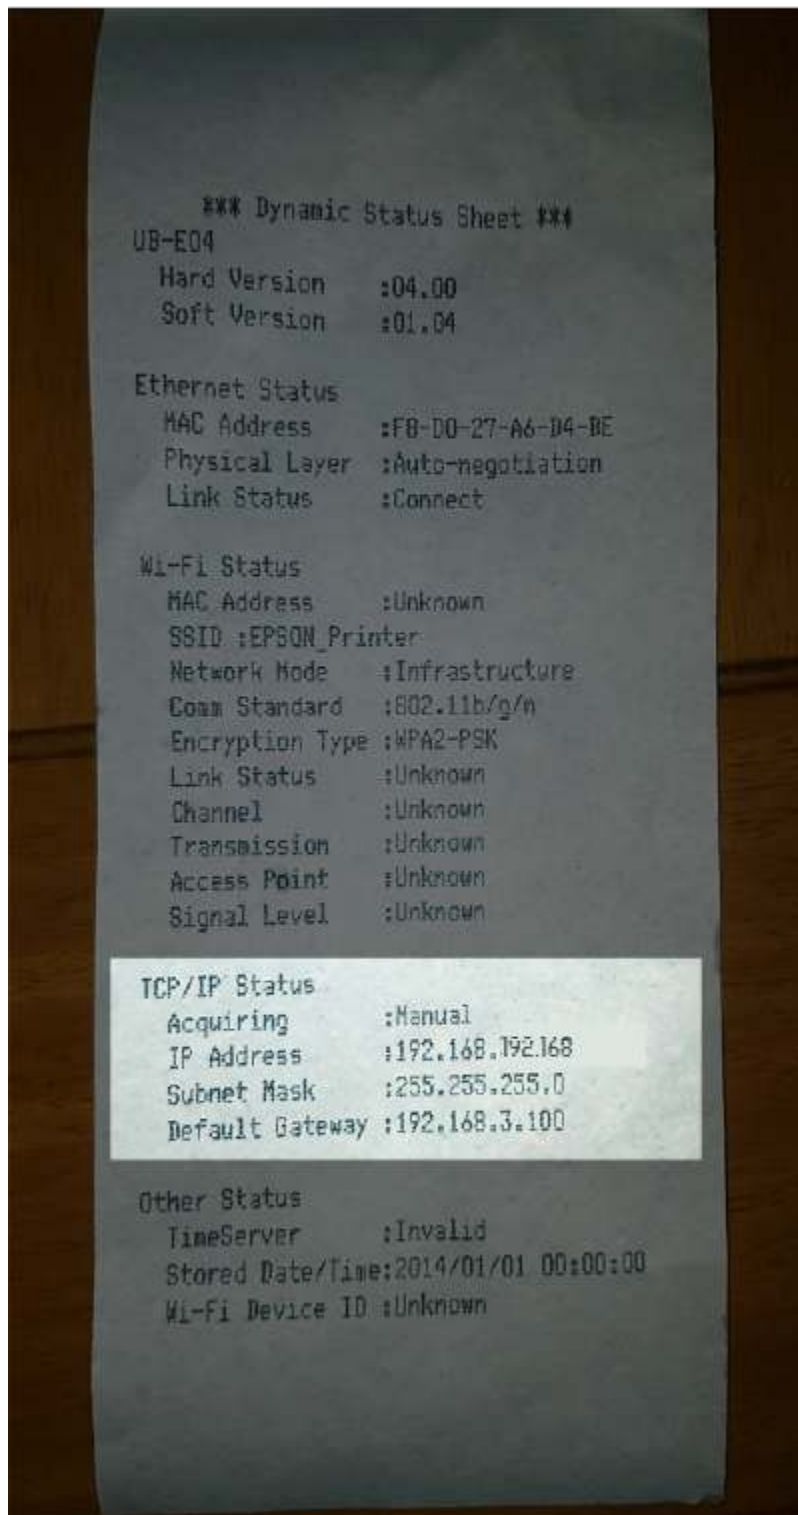 *** Dynamic Status Sheet ***
UB-E04
Hard Version :04.00
Soft Version :01.04
Ethernet Status
MAC Address :F8-D0-27-A6-D4-BE
Physical Layer :Auto-negotiation
Link Status :Connect
Wi-Fi Status
MAC Address :Unknown
SSID :EPSON_Printer
Network Mode :Infrastructure
Comm Standard :802.11b/g/n
Encryption Type :WPA2-PSK
Link Status :Unknown
Channel :Unknown
Transmission :Unknown
Access Point :Unknown
Signal Level :Unknown
TCP/IP Status
Acquiring :Manual
IP Address :192.168.192.168
Subnet Mask :255.255.255.0
Default Gateway :192.168.3.100
Other Status
TimeServer :Invalid
Stored Date/Time:2014/01/01 00:00:00
Wi-Fi Device ID :Unknown